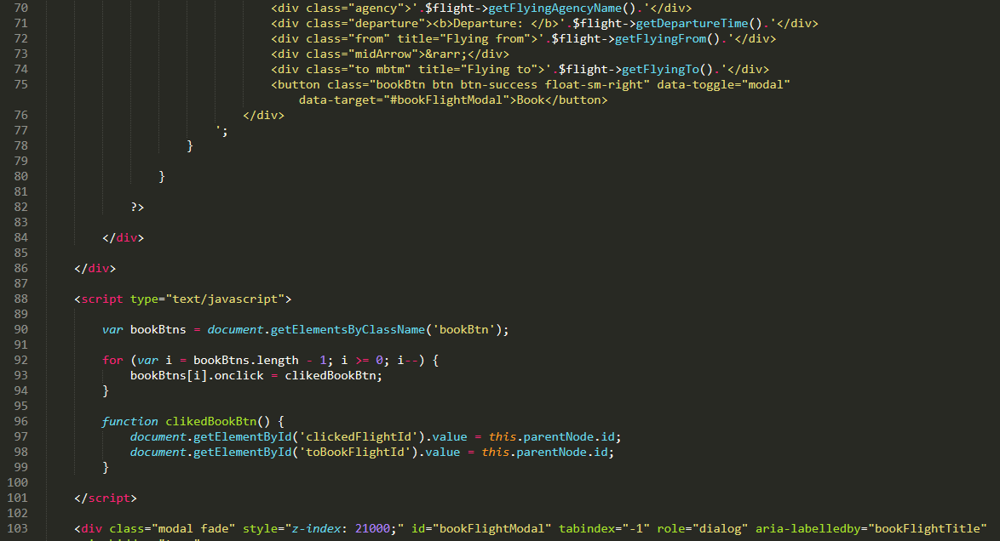 70 <div class="agency">'.$flight->getFlyingAgencyName().'</div>
71 <div class="departure"><b>Departure: </b>'.$flight->getDepartureTime().'</div>
72 <div class="from" title="Flying from">'.$flight->getFlyingFrom().'</div>
73 <div class="midArrow">&rarr;</div>
74 <div class="to mbtm" title="Flying to">'.$flight->getFlyingTo().'</div>
75 <button class="bookBtn btn btn-success float-sm-right" data-toggle="modal"
data-target="#bookFlightModal">Book</button>
76 </div>
77 ';
78 }
79
80 }
81
82 ?>
83
84 </div>
85
86 </div>
87
88 <script type="text/javascript">
89
90 var bookBtns = document.getElementsByClassName('bookBtn');
91
92 for (var i = bookBtns.length - 1; i >= 0; i--) {
93 bookBtns[i].onclick = clikedBookBtn;
94 }
95
96 function clikedBookBtn() {
97 document.getElementById('clickedFlightId').value = this.parentNode.id;
98 document.getElementById('toBookFlightId').value = this.parentNode.id;
99 }
100
101 </script>
102
103 <div class="modal fade" style="z-index: 21000;" id="bookFlightModal" tabindex="-1" role="dialog" aria-labelledby="bookFlightTitle"